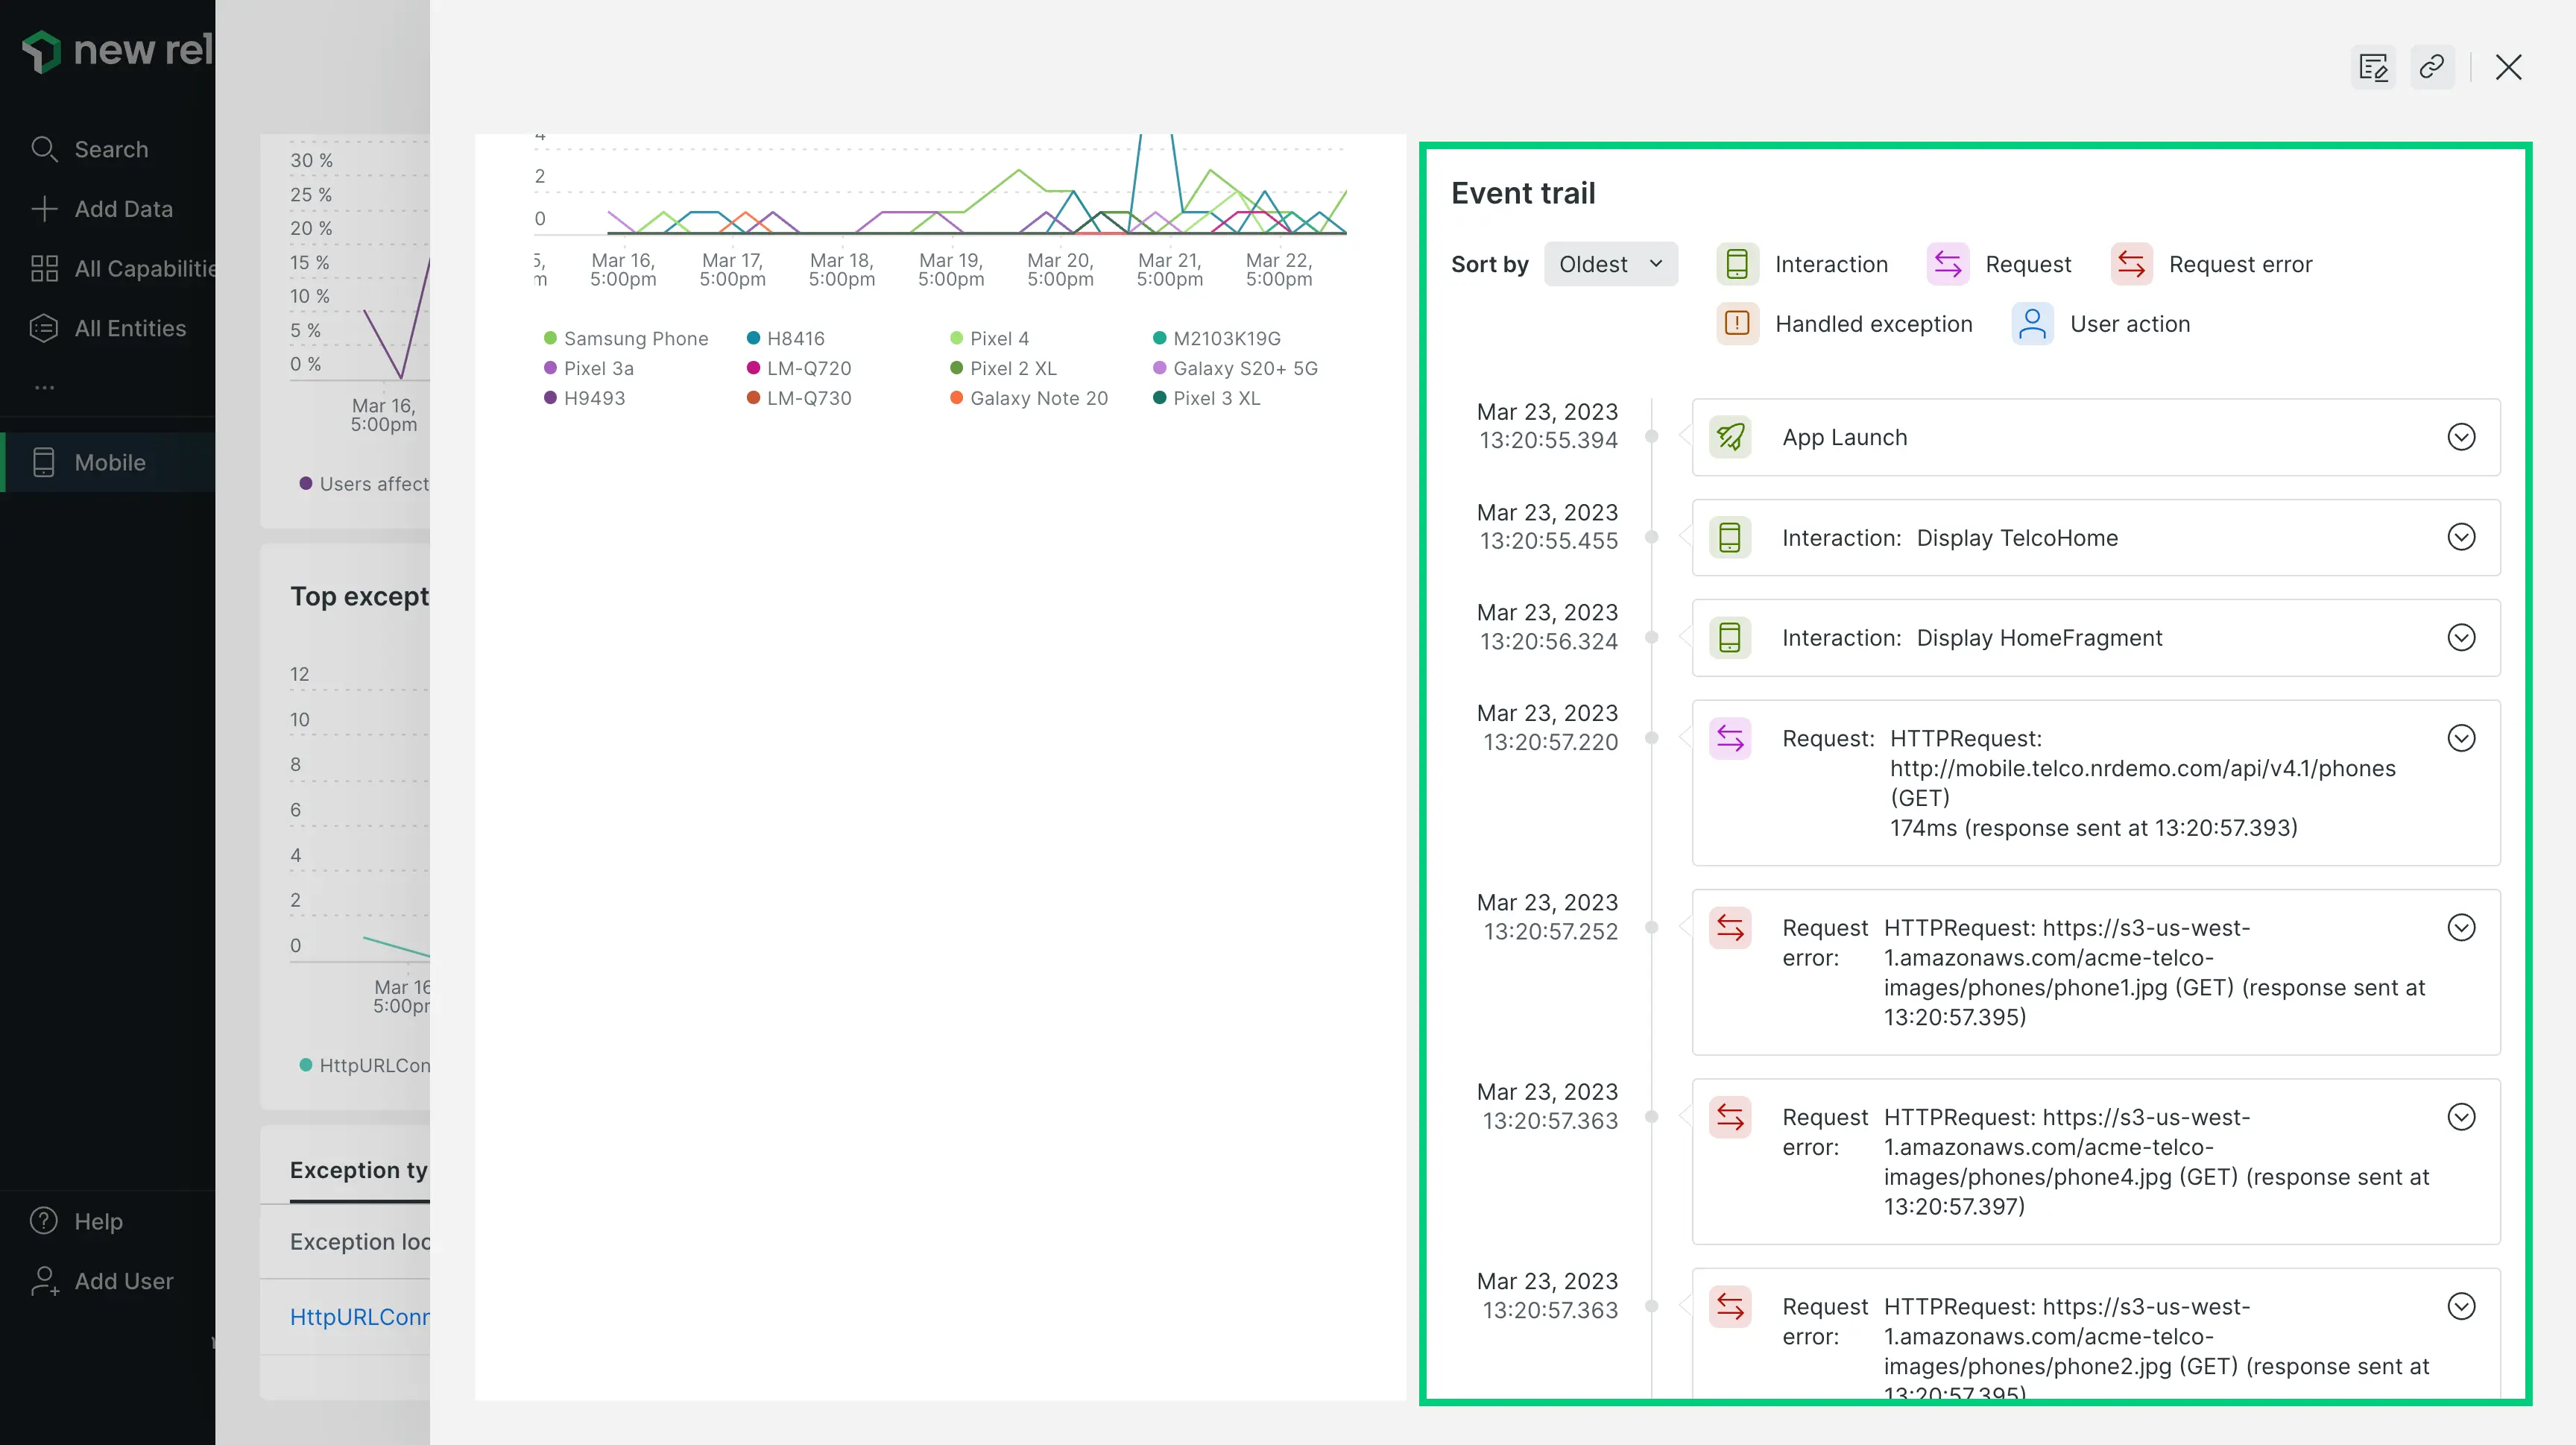 new rel
Search
Add Data
All Capabilitie
All Entities
...
Mobile
Help
Add User
30 %
25 %
20 %
15 %
10 %
5 %
0 %
Mar 16,
5:00pm
Users affect
Top except
12
10
8
6
4
2
0
Mar 16
5:00pr
HttpURLCon
Exception ty
Exception loc
HttpURLConr
4
2
0
5,
m
Mar 16,
5:00pm
Mar 17,
5:00pm
Mar 18,
5:00pm
Mar 19,
5:00pm
Mar 20,
5:00pm
Mar 21,
5:00pm
Mar 22,
5:00pm
Samsung Phone
H8416
Pixel 4
M2103K19G
Pixel 3a
LM-Q720
Pixel 2 XL
Galaxy S20+ 5G
H9493
LM-Q730
Galaxy Note 20
Pixel 3 XL
Event trail
Sort by Oldest
Interaction
Request
Request error
Handled exception
User action
Mar 23, 2023
13:20:55.394
App Launch
Mar 23, 2023
13:20:55.455
Interaction: Display TelcoHome
Mar 23, 2023
13:20:56.324
Interaction: Display HomeFragment
Mar 23, 2023
13:20:57.220
Request: HTTPRequest:
http://mobile.telco.nrdemo.com/api/v4.1/phones
(GET)
174ms (response sent at 13:20:57.393)
Mar 23, 2023
13:20:57.252
Request error: HTTPRequest: https://s3-us-west-
1.amazonaws.com/acme-telco-
images/phones/phone1.jpg (GET) (response sent at
13:20:57.395)
Mar 23, 2023
13:20:57.363
Request error: HTTPRequest: https://s3-us-west-
1.amazonaws.com/acme-telco-
images/phones/phone4.jpg (GET) (response sent at
13:20:57.397)
Mar 23, 2023
13:20:57.363
Request error: HTTPRequest: https://s3-us-west-
1.amazonaws.com/acme-telco-
images/phones/phone2.jpg (GET) (response sent at
13:20:57.395)